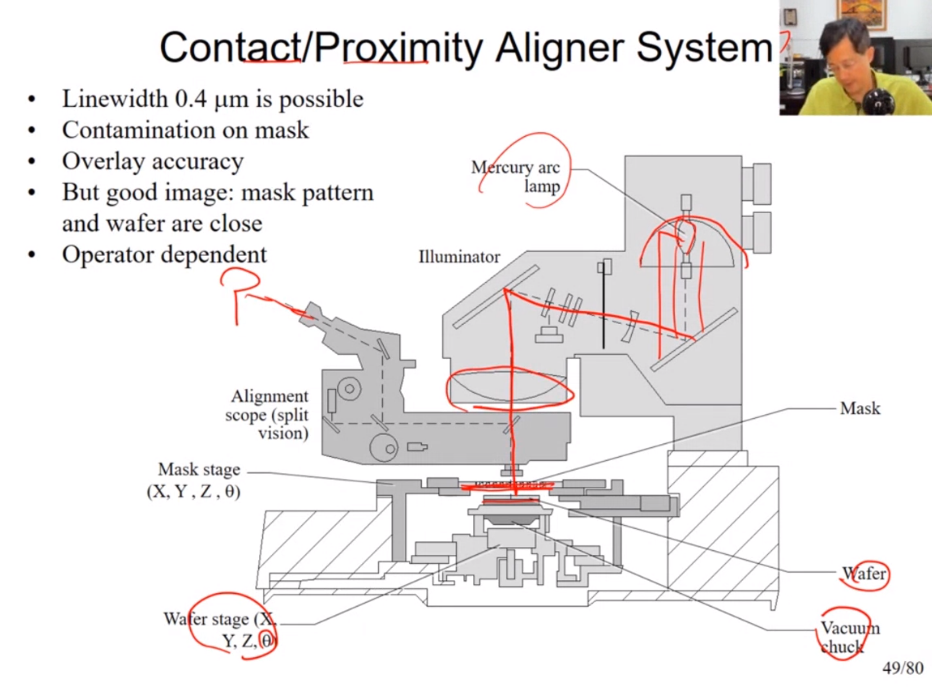 Contact/Proximity Aligner System
• Linewidth 0.4 μm is possible
• Contamination on mask
• Overlay accuracy
• But good image: mask pattern
and wafer are close
• Operator dependent
Mercury arc
lamp
Illuminator
Alignment
scope (split
vision)
Mask
Mask stage
(X, Y , Z , θ)
Wafer
Wafer stage (X,
Y, Z, θ)
Vacuum
chuck
49/80